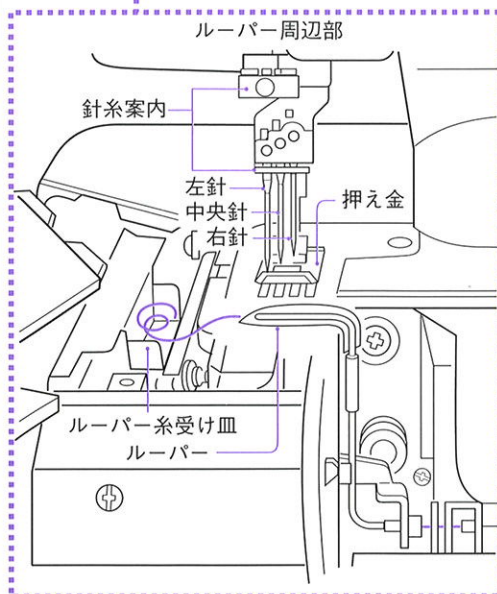 ルーパー周辺部
針糸案内
左針
中央針
右針
押え金
ルーパー糸受け皿
ルーパー